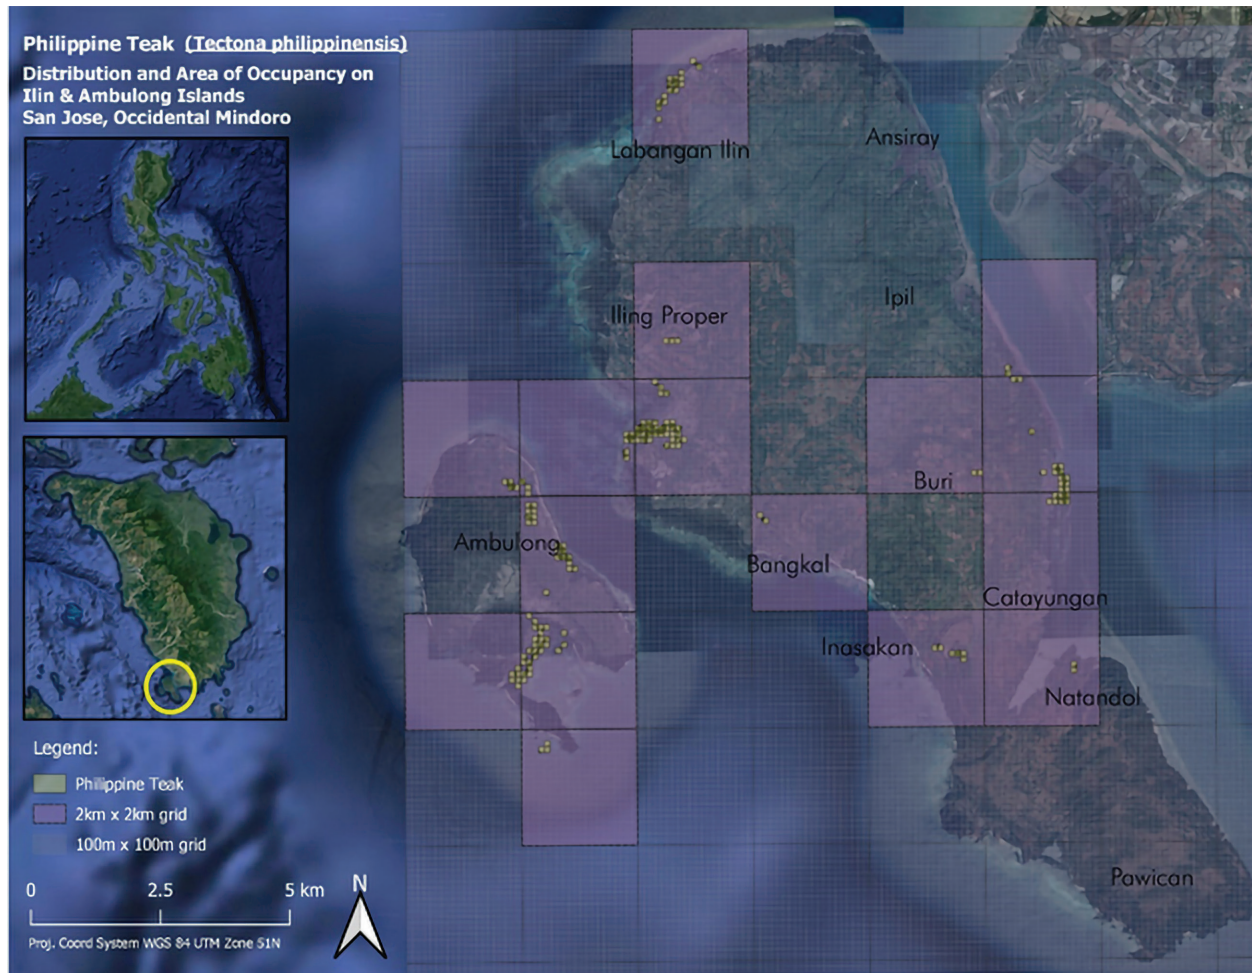 Philippine Teak (Tectona philippinensis)
Distribution and Area of Occupancy on
Ilin & Ambulong Islands
San Jose, Occidental Mindoro
Labangan Ilin
Ansiray
Iling Proper
Ipil
Buri
Ambulong
Bangkal
Catayungan
Inasakan
Natandol
Pawican
Legend:
Philippine Teak
2km x 2km grid
100m x 100m grid
0 2.5 5 km
N
Proj. Coord System WGS 84 UTM Zone 51N